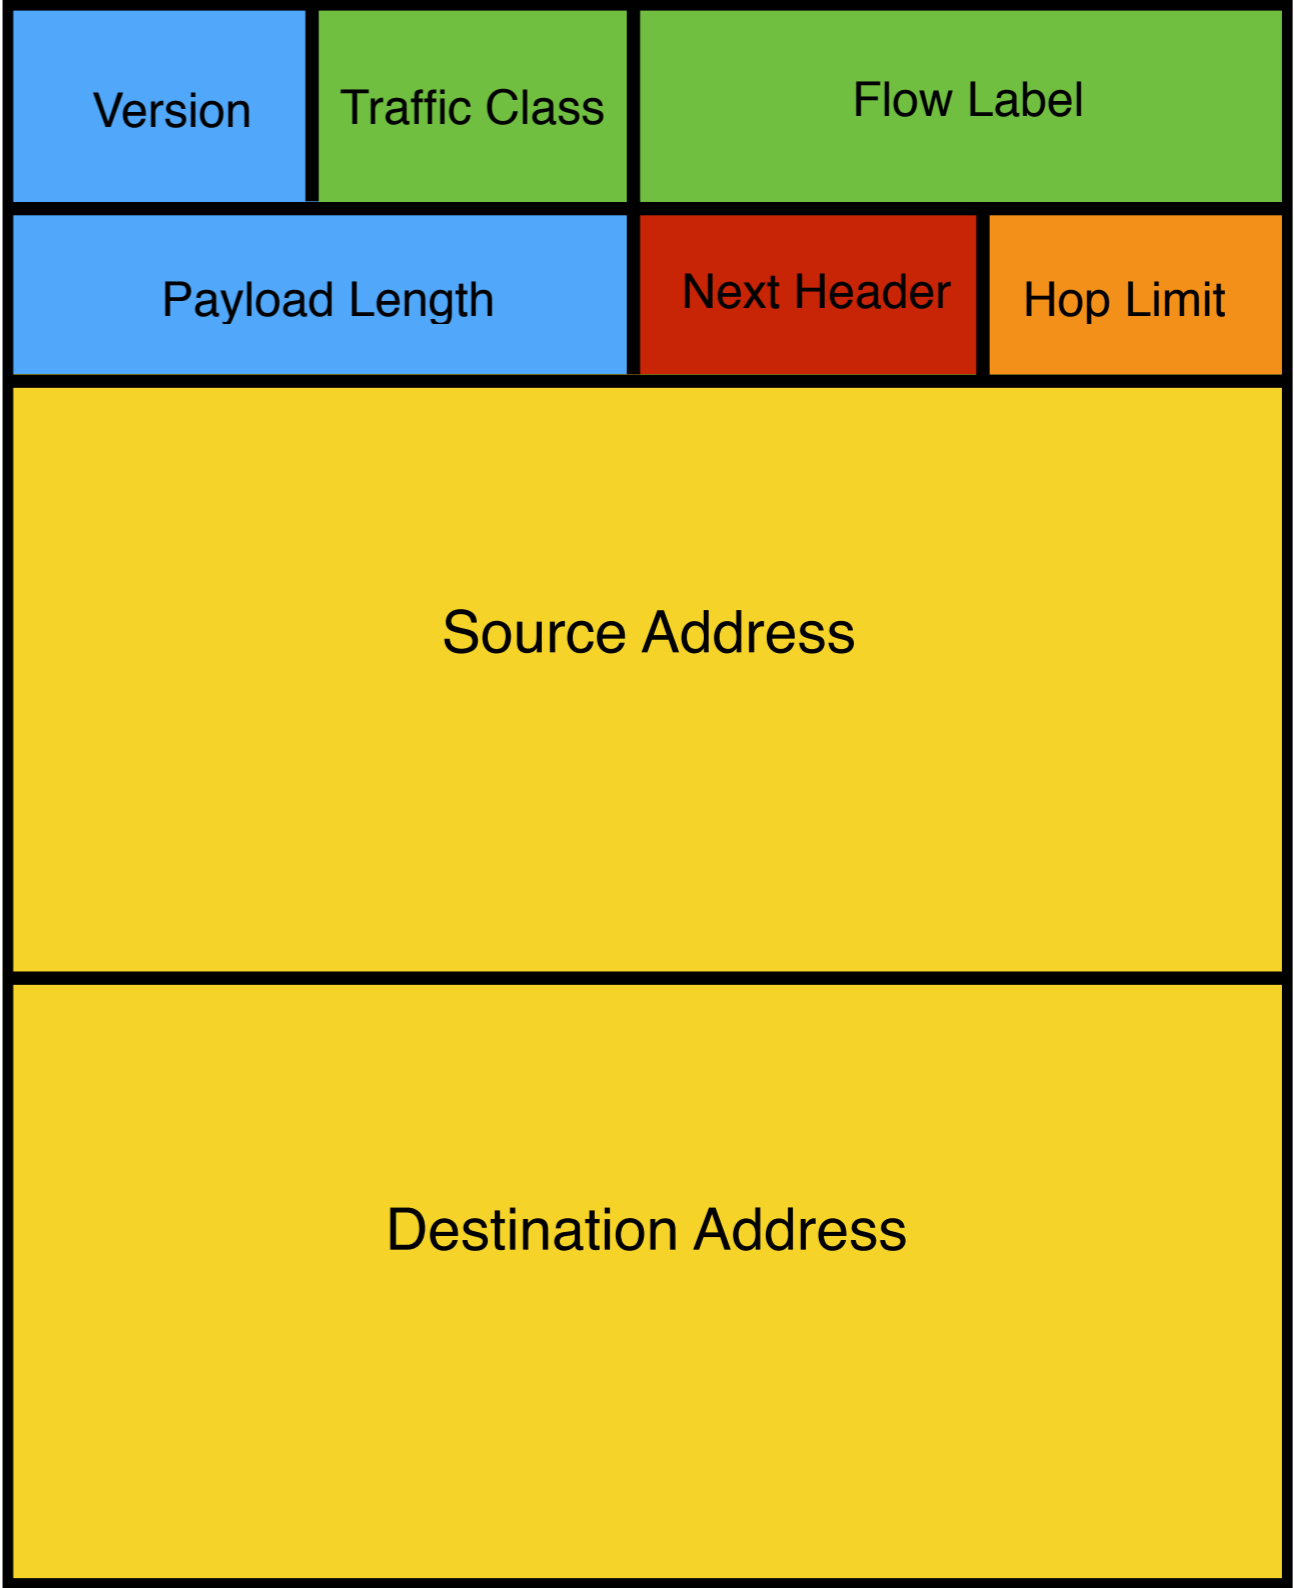 Version
Traffic Class
Flow Label
Payload Length
Next Header
Hop Limit
Source Address
Destination Address